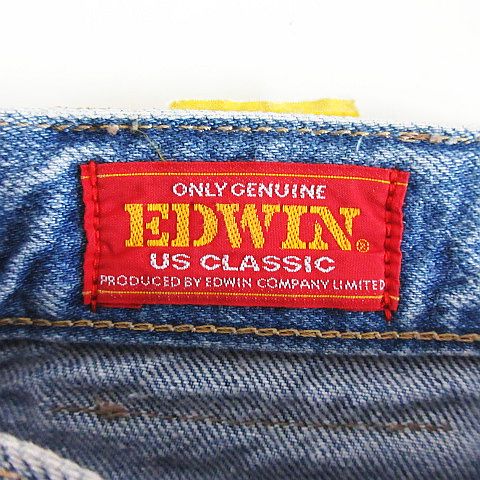 ONLY GENUINE
EDWIN®
US CLASSIC
PRODUCED BY EDWIN COMPANY LIMITED